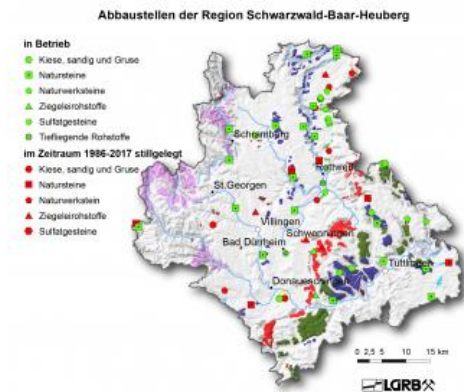 Abbaustellen der Region Schwarzwald-Baar-Heuberg
in Betrieb
Kiese, sandig und Gruse
Natursteine
Naturwerksteine
Ziegeleirohstoffe
Sulfatgesteine
Tiefliegende Rohstoffe
im Zeitraum 1986-2017 stillgelegt
Kiese, sandig und Gruse
Natursteine
Naturwerkstein
Ziegeleirohstoffe
Sulfatgesteine
Schramberg
Rottweil
St.Georgen
Villingen
Schwenningen
Bad Dürrheim
Tuttlingen
Donaueschingen
0 2,5 5 10 15 km
LGRB